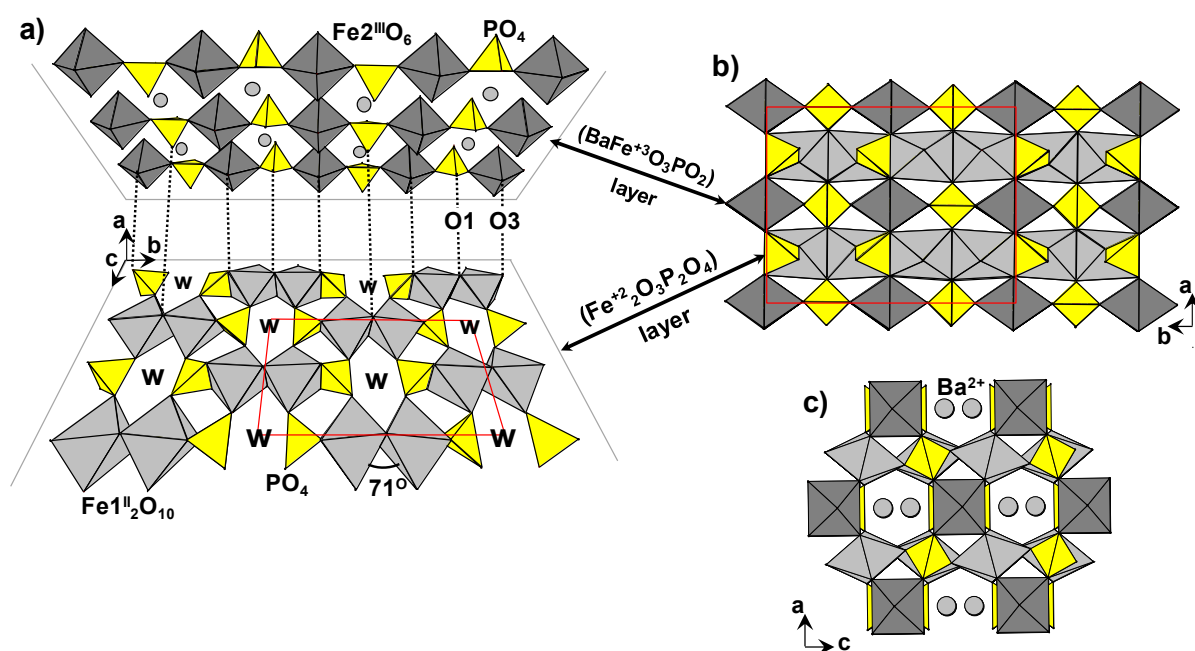 a)
Fe2ᴵᴵᴵO₆
PO₄
b)
(BaFe⁺³O₃PO₂)
layer
O1
O3
a
b
c
w
w
w
w
w
w
w
w
(Fe⁺²₂O₃P₂O₄)
layer
a
b
PO₄
71º
Fe1ᴵᴵ₂O₁₀
c)
Ba²⁺
a
c